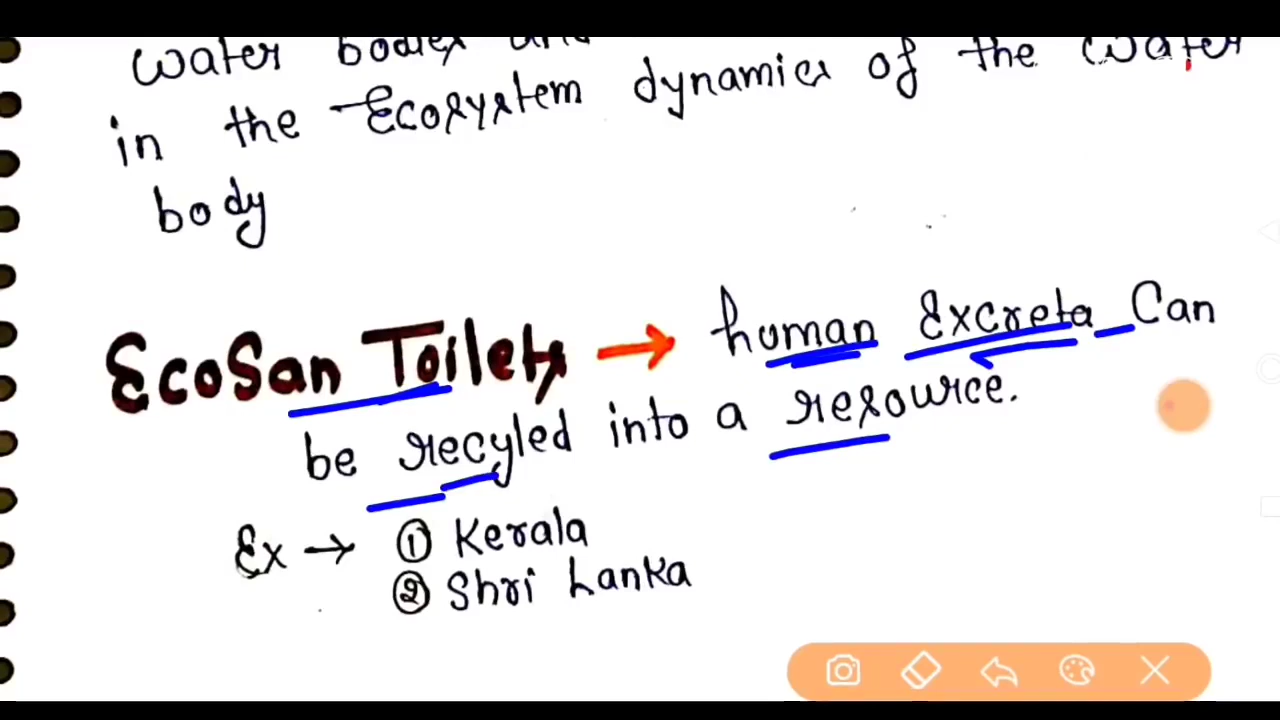 water bodies and
in the Ecosystem dynamics of the water
body
EcoSan Toilets → human Excreta Can
be recyled into a resource.
Ex → ① Kerala
② Shri Lanka